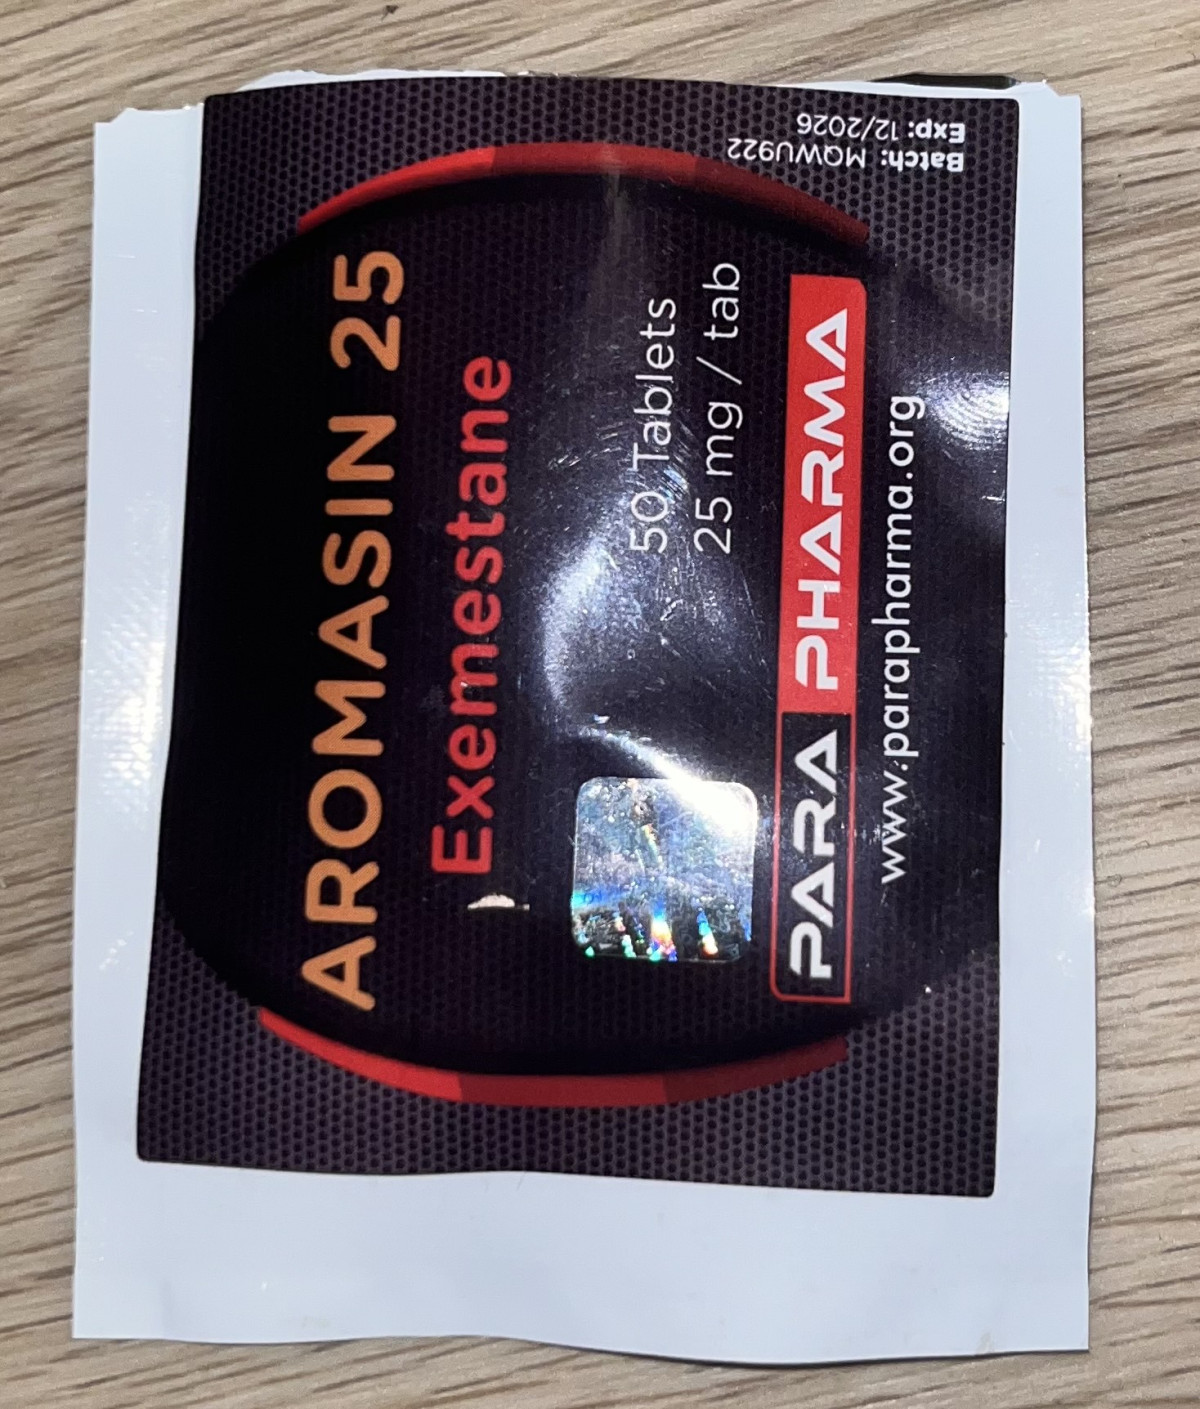 AROMASIN 25
Exemestane
50 Tablets
25 mg / tab
PARA PHARMA
www.parapharma.org
Batch: MQWU922
Exp: 12/2026